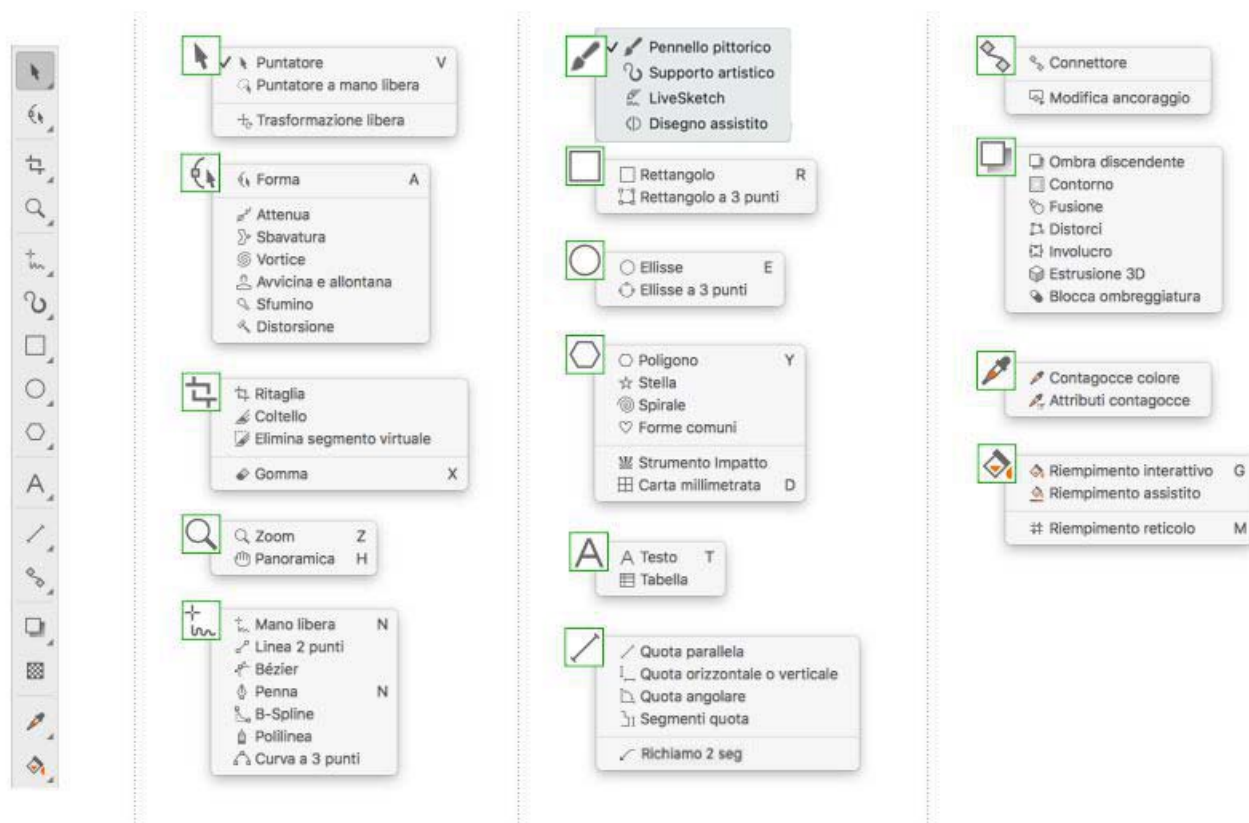 Puntatore V
Puntatore a mano libera
Trasformazione libera
Forma A
Attenua
Sbavatura
Vortice
Avvicina e allontana
Sfumino
Distorsione
Ritaglia
Coltello
Elimina segmento virtuale
Gomma X
Zoom Z
Panoramica H
Mano libera N
Linea 2 punti
Bézier
Penna N
B-Spline
Polilinea
Curva a 3 punti
Pennello pittorico
Supporto artistico
LiveSketch
Disegno assistito
Rettangolo R
Rettangolo a 3 punti
Ellisse E
Ellisse a 3 punti
Poligono Y
Stella
Spirale
Forme comuni
Strumento Impatto
Carta millimetrata D
Testo T
Tabella
Quota parallela
Quota orizzontale o verticale
Quota angolare
Segmenti quota
Richiamo 2 seg
Connettore
Modifica ancoraggio
Ombra discendente
Contorno
Fusione
Distorci
Involucro
Estrusione 3D
Blocca ombreggiatura
Contagocce colore
Attributi contagocce
Riempimento interattivo G
Riempimento assistito
Riempimento reticolo M